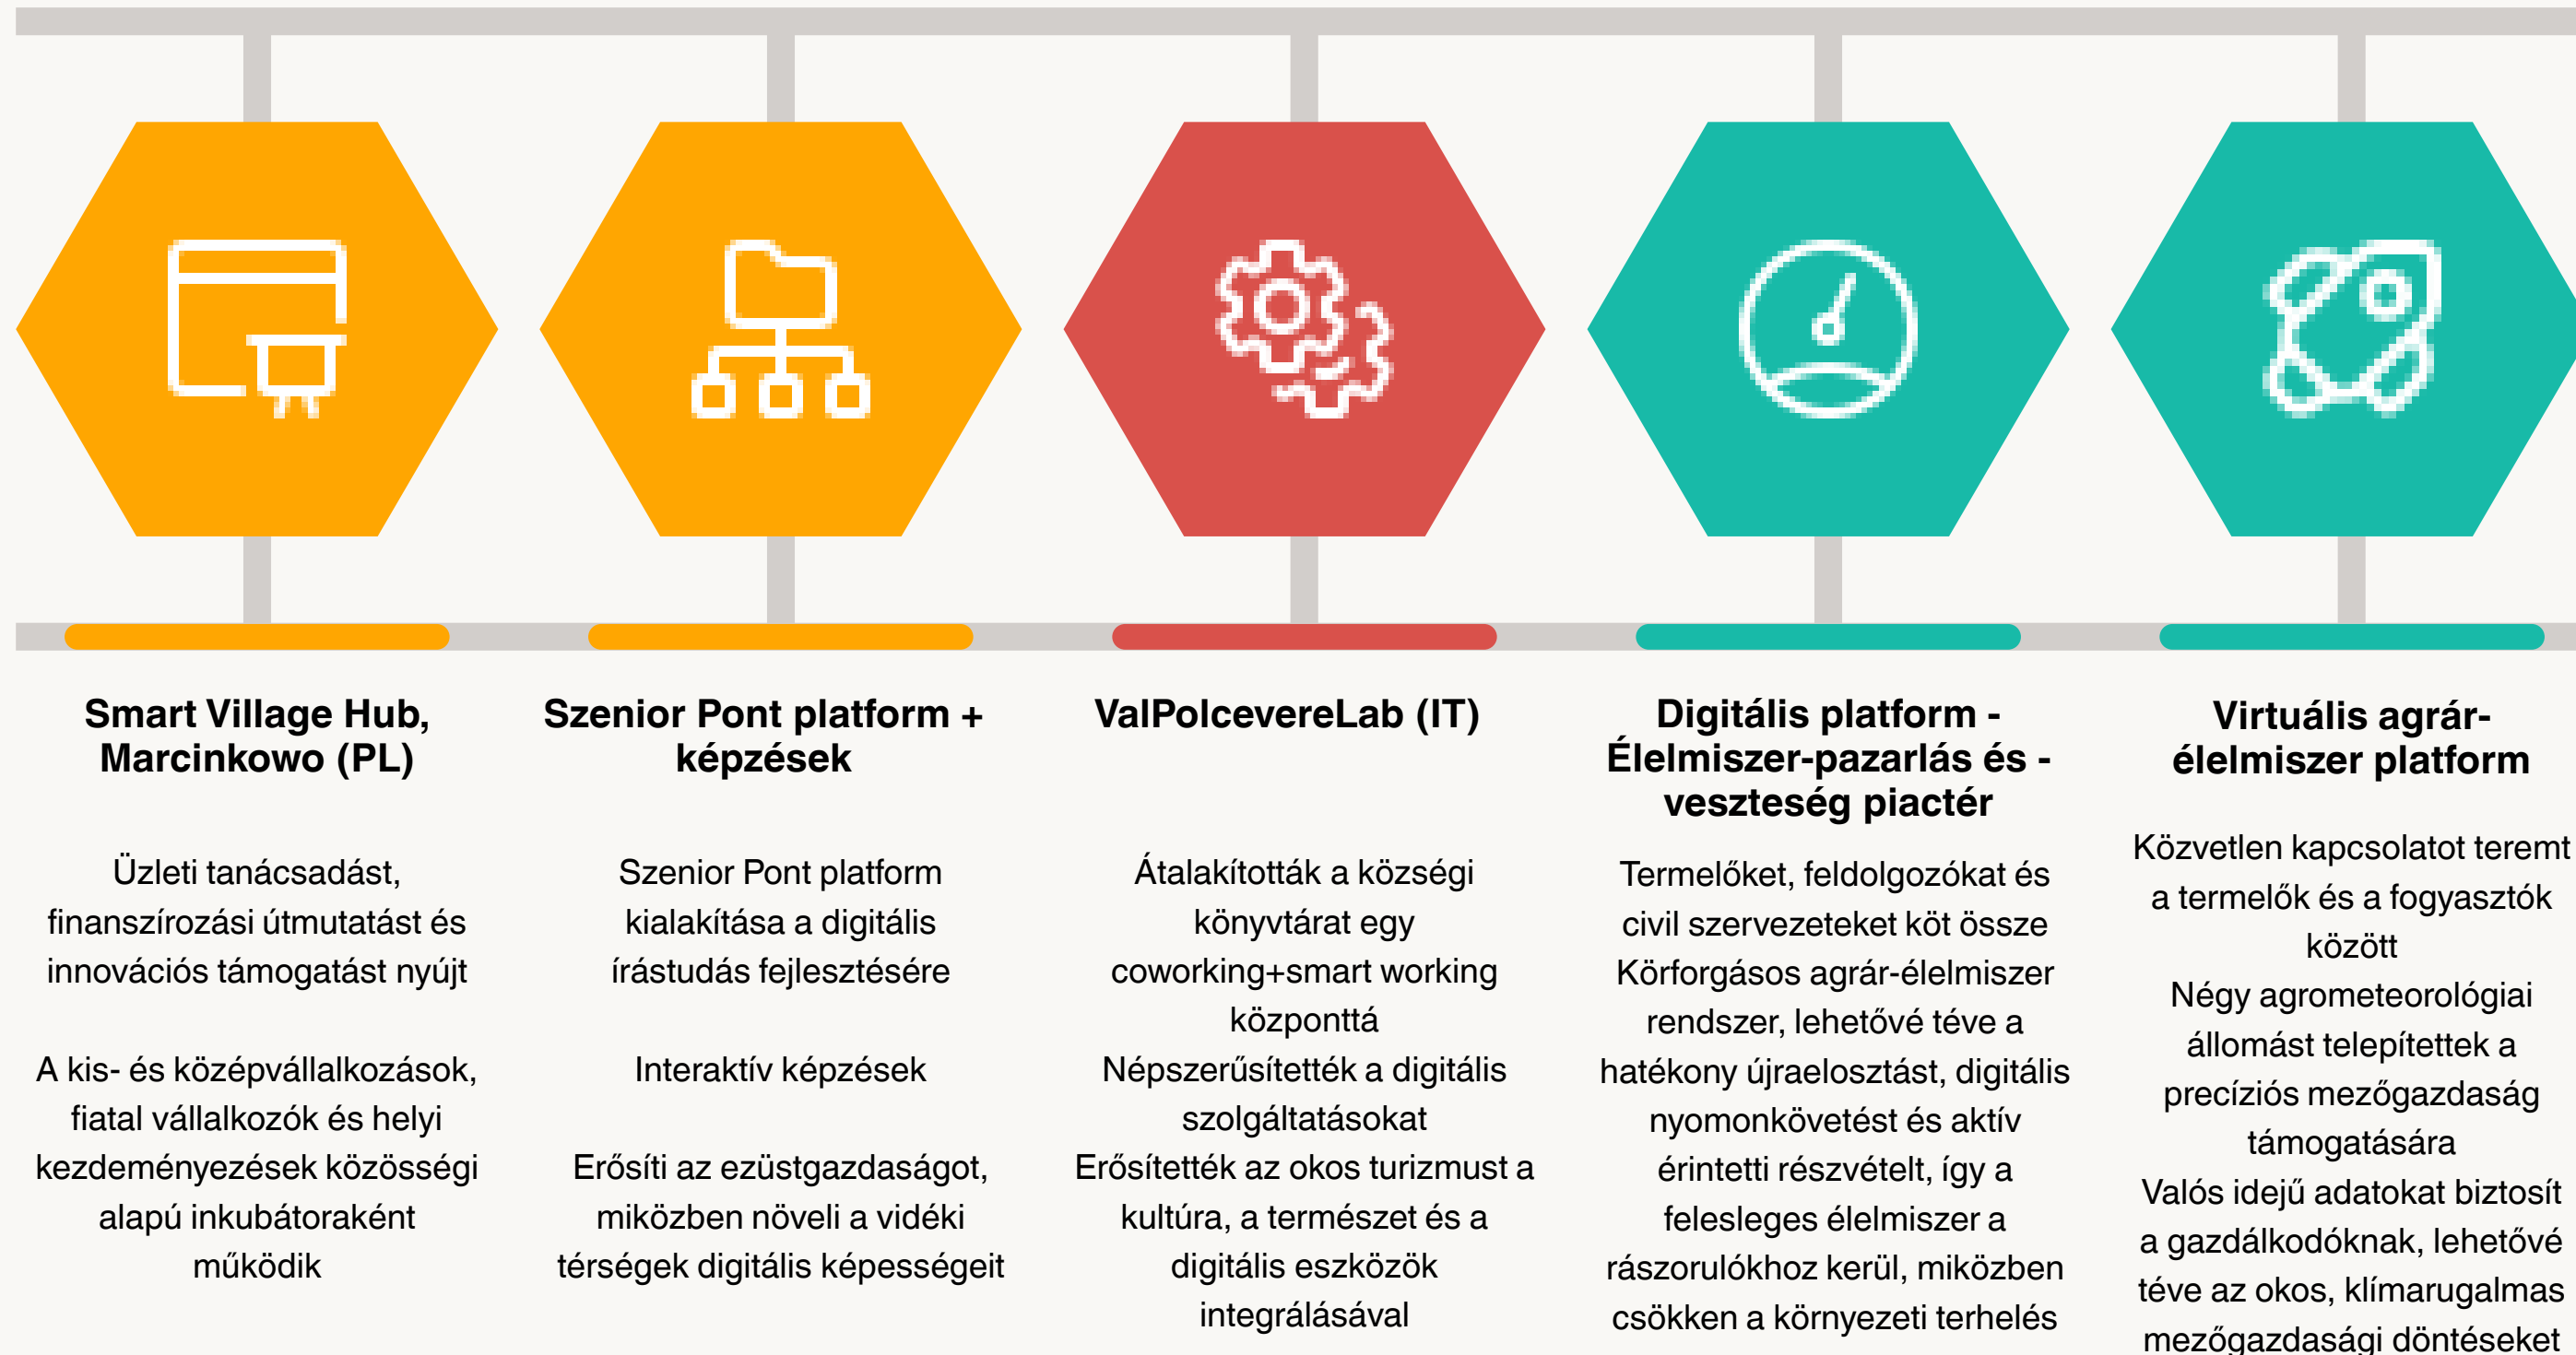 Smart Village Hub,
Marcinkowo (PL)
Üzleti tanácsadást,
finanszírozási útmutatást és
innovációs támogatást nyújt
A kis- és középvállalkozások,
fiatal vállalkozók és helyi
kezdeményezések közösségi
alapú inkubátoraként
működik
Szenior Pont platform +
képzések
Szenior Pont platform
kialakítása a digitális
írástudás fejlesztésére
Interaktív képzések
Erősíti az ezüstgazdaságot,
miközben növeli a vidéki
térségek digitális képességeit
ValPolcevereLab (IT)
Átalakították a községi
könyvtárat egy
coworking+smart working
központtá
Népszerűsítették a digitális
szolgáltatásokat
Erősítették az okos turizmust a
kultúra, a természet és a
digitális eszközök
integrálásával
Digitális platform -
Élelmiszer-pazarlás és -
veszteség piactér
Termelőket, feldolgozókat és
civil szervezeteket köt össze
Körforgásos agrár-élelmiszer
rendszer, lehetővé téve a
hatékony újraelosztást, digitális
nyomonkövetést és aktív
érintetti részvételt, így a
felesleges élelmiszer a
rászorulókhoz kerül, miközben
csökken a környezeti terhelés
Virtuális agrár-
élelmiszer platform
Közvetlen kapcsolatot teremt
a termelők és a fogyasztók
között
Négy agrometeorológiai
állomást telepítettek a
precíziós mezőgazdaság
támogatására
Valós idejű adatokat biztosít
a gazdálkodóknak, lehetővé
téve az okos, klímarugalmas
mezőgazdasági döntéseket